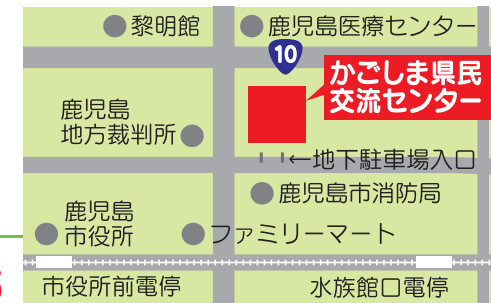 黎明館
鹿児島医療センター
10
かごしま県民
交流センター
鹿児島
地方裁判所
←地下駐車場入口
鹿児島市消防局
鹿児島
市役所
ファミリーマート
市役所前電停
水族館口電停